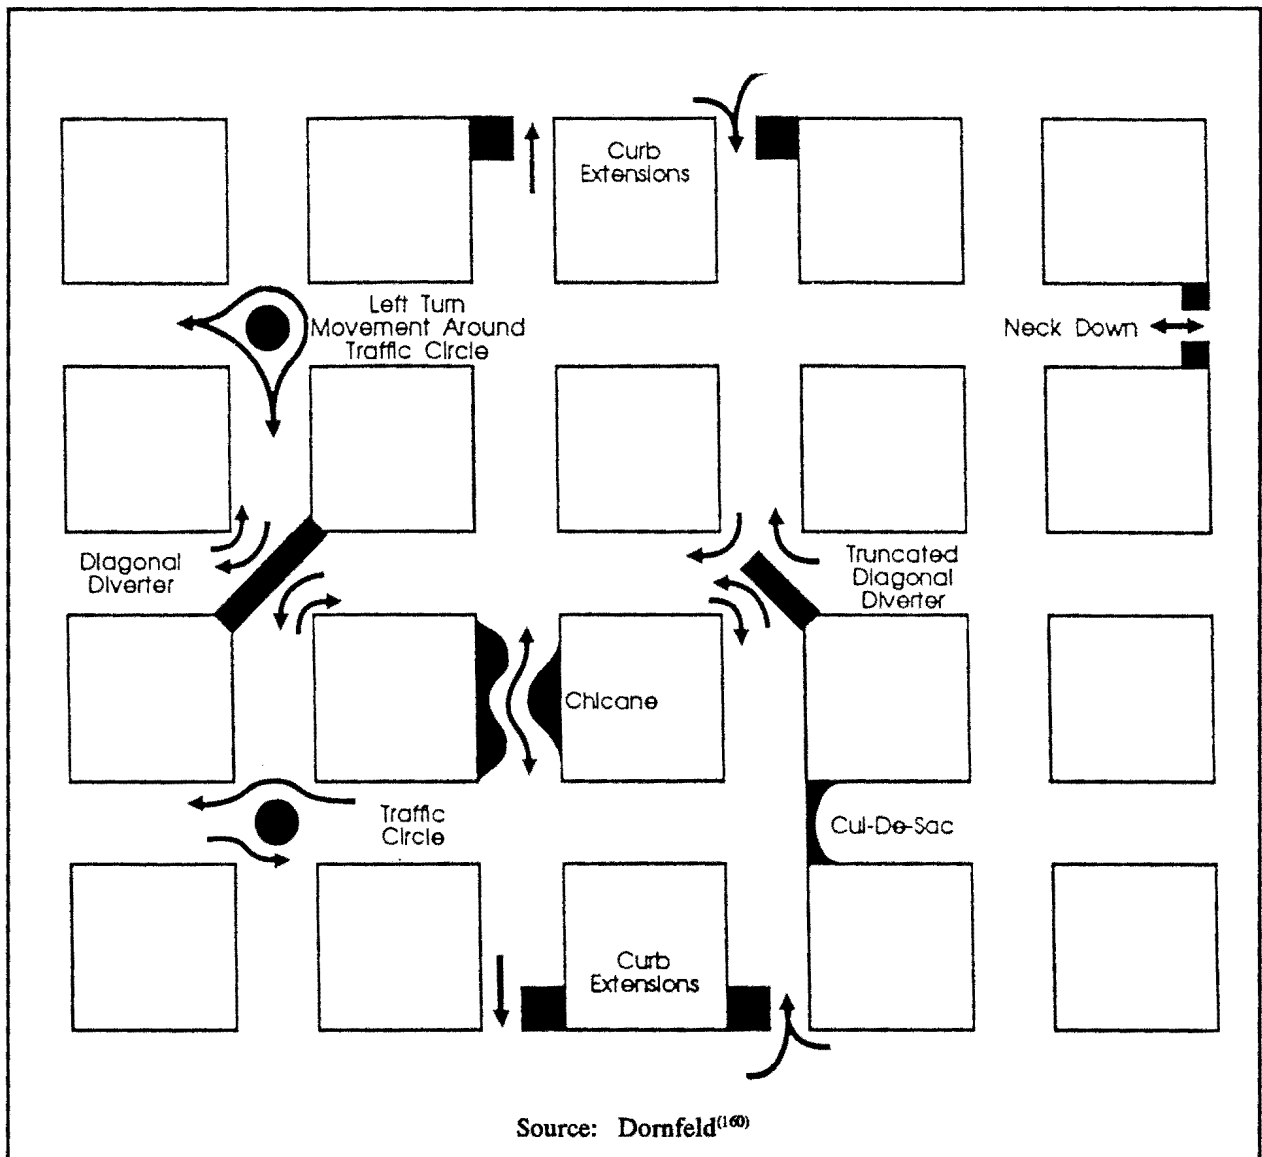 Curb
Extensions
Left Turn
Movement Around
Traffic Circle
Neck Down
Diagonal
Diverter
Truncated
Diagonal
Diverter
Chicane
Traffic
Circle
Cul-De-Sac
Curb
Extensions
Source: Dornfeld(160)